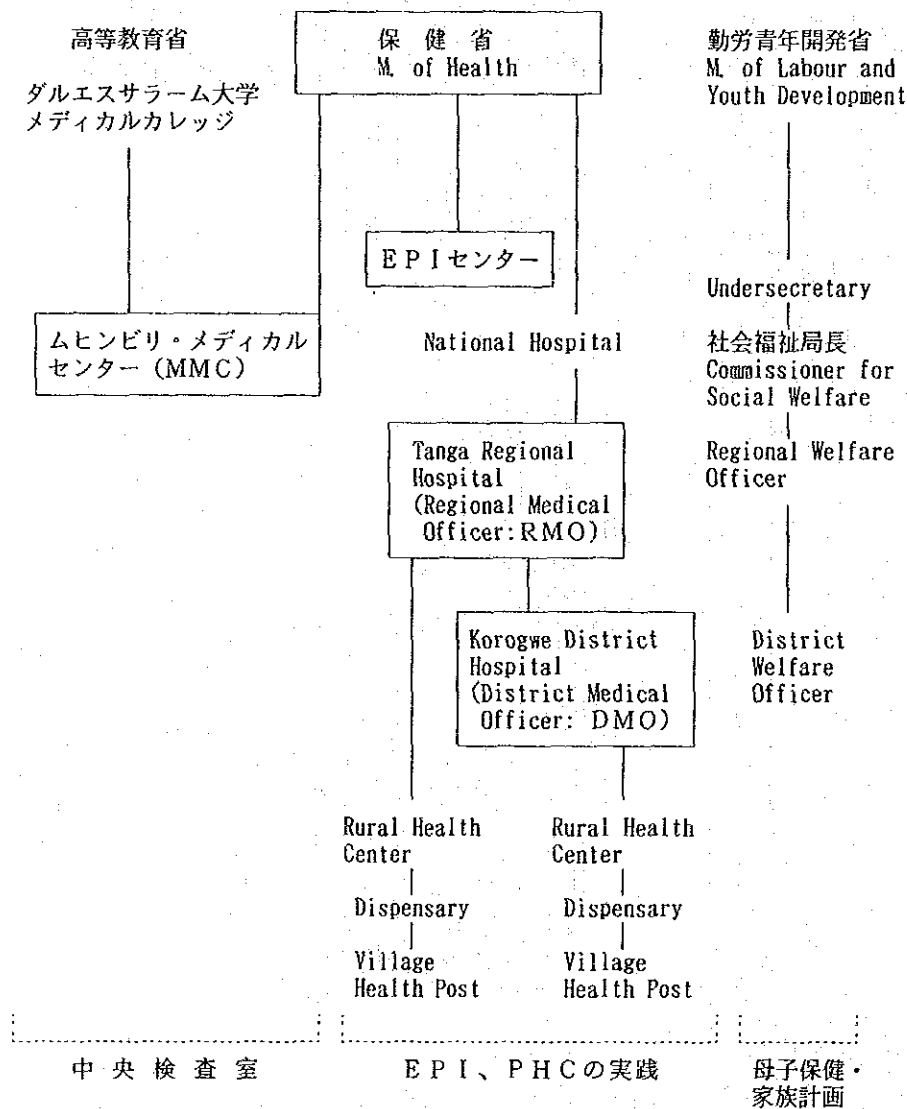 高等教育省
ダルエスサラーム大学
メディカルカレッジ
保健省
M. of Health
勤労青年開発省
M. of Labour and
Youth Development
EPIセンター
ムヒンビリ・メディカル
センター (MMC)
National Hospital
Undersecretary
社会福祉局長
Commissioner for
Social Welfare
Tanga Regional
Hospital
(Regional Medical
Officer:RMO)
Regional Welfare
Officer
Korogwe District
Hospital
(District Medical
Officer: DMO)
District
Welfare
Officer
Rural Health
Center
Dispensary
Village
Health Post
Rural Health
Center
Dispensary
Village
Health Post
中央検査室
EPI、PHCの実践
母子保健・
家族計画